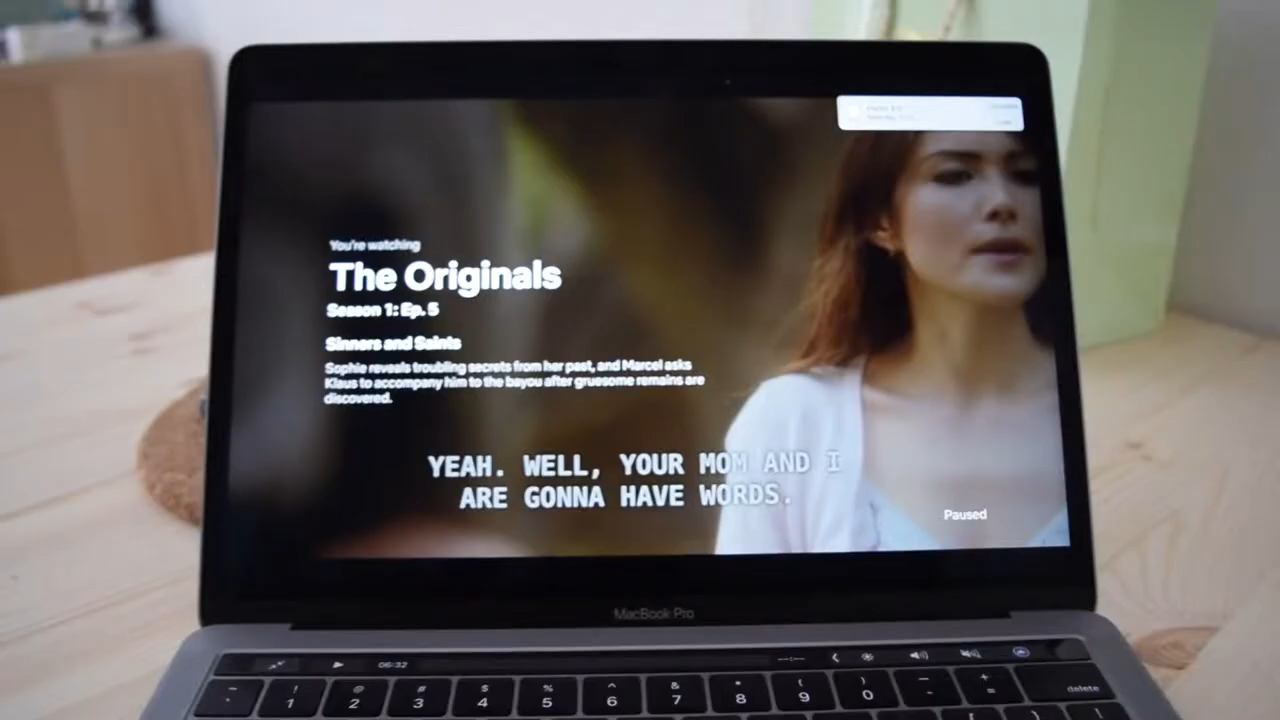 You're watching
The Originals
Season 1: Ep. 5
Sinners and Saints
Sophie reveals troubling secrets from her past, and Marcel asks
Klaus to accompany him to the bayou after gruesome remains are
discovered.
YEAH. WELL, YOUR MOM AND I
ARE GONNA HAVE WORDS.
Paused
MacBook Pro
06:32
~ ! @ # $ % ^ & * ( ) _ +
1 2 3 4 5 6 7 8 9 0 - = delete